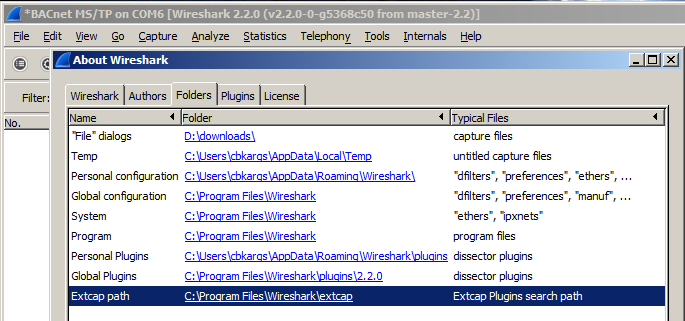 *BACnet MS/TP on COM6 [Wireshark 2.2.0 (v2.2.0-0-g5368c50 from master-2.2)]
File Edit View Go Capture Analyze Statistics Telephony Tools Internals Help
About Wireshark
Filter:
No.
Wireshark Authors Folders Plugins License
Name Folder Typical Files
"File" dialogs D:\downloads\ capture files
Temp C:\Users\cbkargs\AppData\Local\Temp untitled capture files
Personal configuration C:\Users\cbkargs\AppData\Roaming\Wireshark\ "dfilters", "preferences", "ethers", ...
Global configuration C:\Program Files\Wireshark "dfilters", "preferences", "manuf", ...
System C:\Program Files\Wireshark "ethers", "ipxnets"
Program C:\Program Files\Wireshark program files
Personal Plugins C:\Users\cbkargs\AppData\Roaming\Wireshark\plugins dissector plugins
Global Plugins C:\Program Files\Wireshark\plugins\2.2.0 dissector plugins
Extcap path C:\Program Files\Wireshark\extcap Extcap Plugins search path